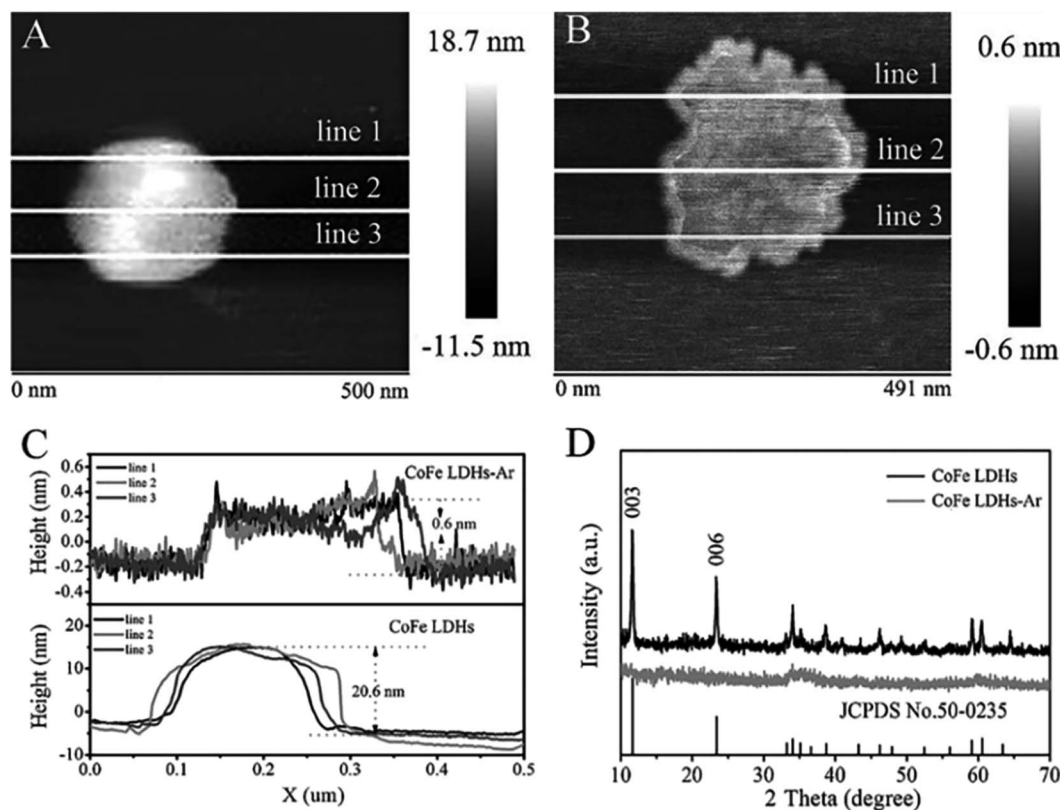 A
18.7 nm
line 1
line 2
line 3
-11.5 nm
0 nm
500 nm
B
0.6 nm
line 1
line 2
line 3
-0.6 nm
0 nm
491 nm
C
Height (nm)
0.6
0.4
0.2
0.0
-0.2
-0.4
line 1
line 2
line 3
CoFe LDHs-Ar
0.6 nm
Height (nm)
20
10
0
-10
line 1
line 2
line 3
CoFe LDHs
20.6 nm
0.0 0.1 0.2 0.3 0.4 0.5
X (um)
D
Intensity (a.u.)
003
006
CoFe LDHs
CoFe LDHs-Ar
JCPDS No.50-0235
10 20 30 40 50 60 70
2 Theta (degree)